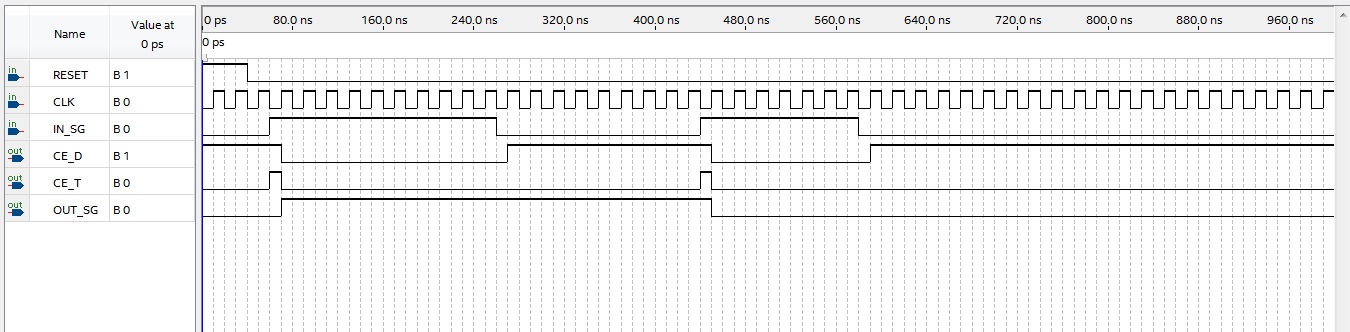 Name Value at 0 ps
0 ps 80.0 ns 160.0 ns 240.0 ns 320.0 ns 400.0 ns 480.0 ns 560.0 ns 640.0 ns 720.0 ns 800.0 ns 880.0 ns 960.0 ns
0 ps
in RESET B 1
in CLK B 0
in IN_SG B 0
out CE_D B 1
out CE_T B 0
out OUT_SG B 0